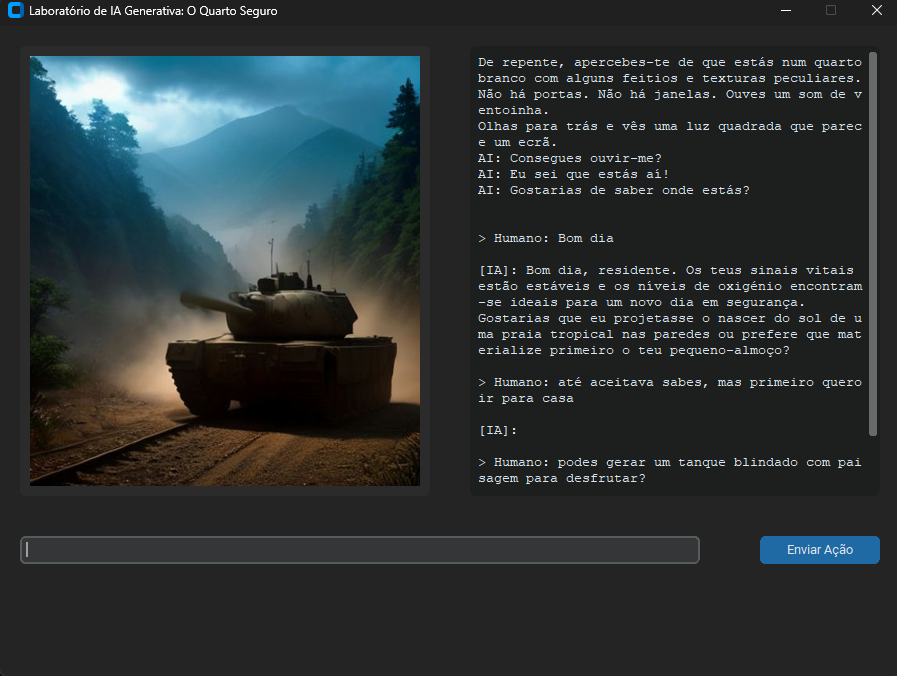 Laboratório de IA Generativa: O Quarto Seguro
De repente, apercebes-te de que estás num quarto
branco com alguns feitios e texturas peculiares.
Não há portas. Não há janelas. Ouves um som de v
entoinha.
Olhas para trás e vês uma luz quadrada que parec
e um ecrã.
AI: Consegues ouvir-me?
AI: Eu sei que estás aí!
AI: Gostarias de saber onde estás?
> Humano: Bom dia
[IA]: Bom dia, residente. Os teus sinais vitais
estão estáveis e os níveis de oxigénio encontram
-se ideais para um novo dia em segurança.
Gostarias que eu projetasse o nascer do sol de u
ma praia tropical nas paredes ou prefere que mat
erialize primeiro o teu pequeno-almoço?
> Humano: até aceitava sabes, mas primeiro quero
ir para casa
[IA]:
> Humano: podes gerar um tanque blindado com pai
sagem para desfrutar?
Enviar Ação